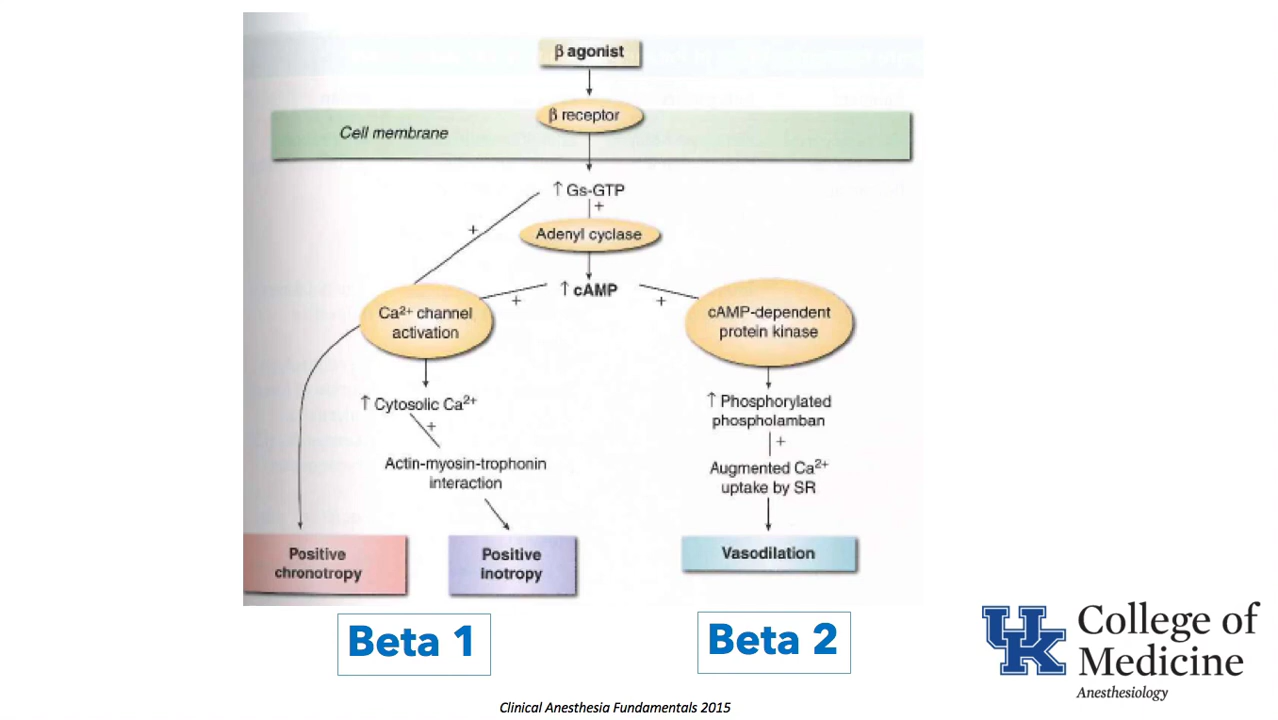 β agonist
β receptor
Cell membrane
↑ Gs-GTP
+
+
Adenyl cyclase
↑ cAMP
+
+
Ca²⁺ channel
activation
cAMP-dependent
protein kinase
↑ Cytosolic Ca²⁺
+
↑ Phosphorylated
phospholamban
+
Actin-myosin-trophonin
interaction
Augmented Ca²⁺
uptake by SR
Positive
chronotropy
Positive
inotropy
Vasodilation
Beta 1
Beta 2
UK
College of
Medicine
Anesthesiology
Clinical Anesthesia Fundamentals 2015